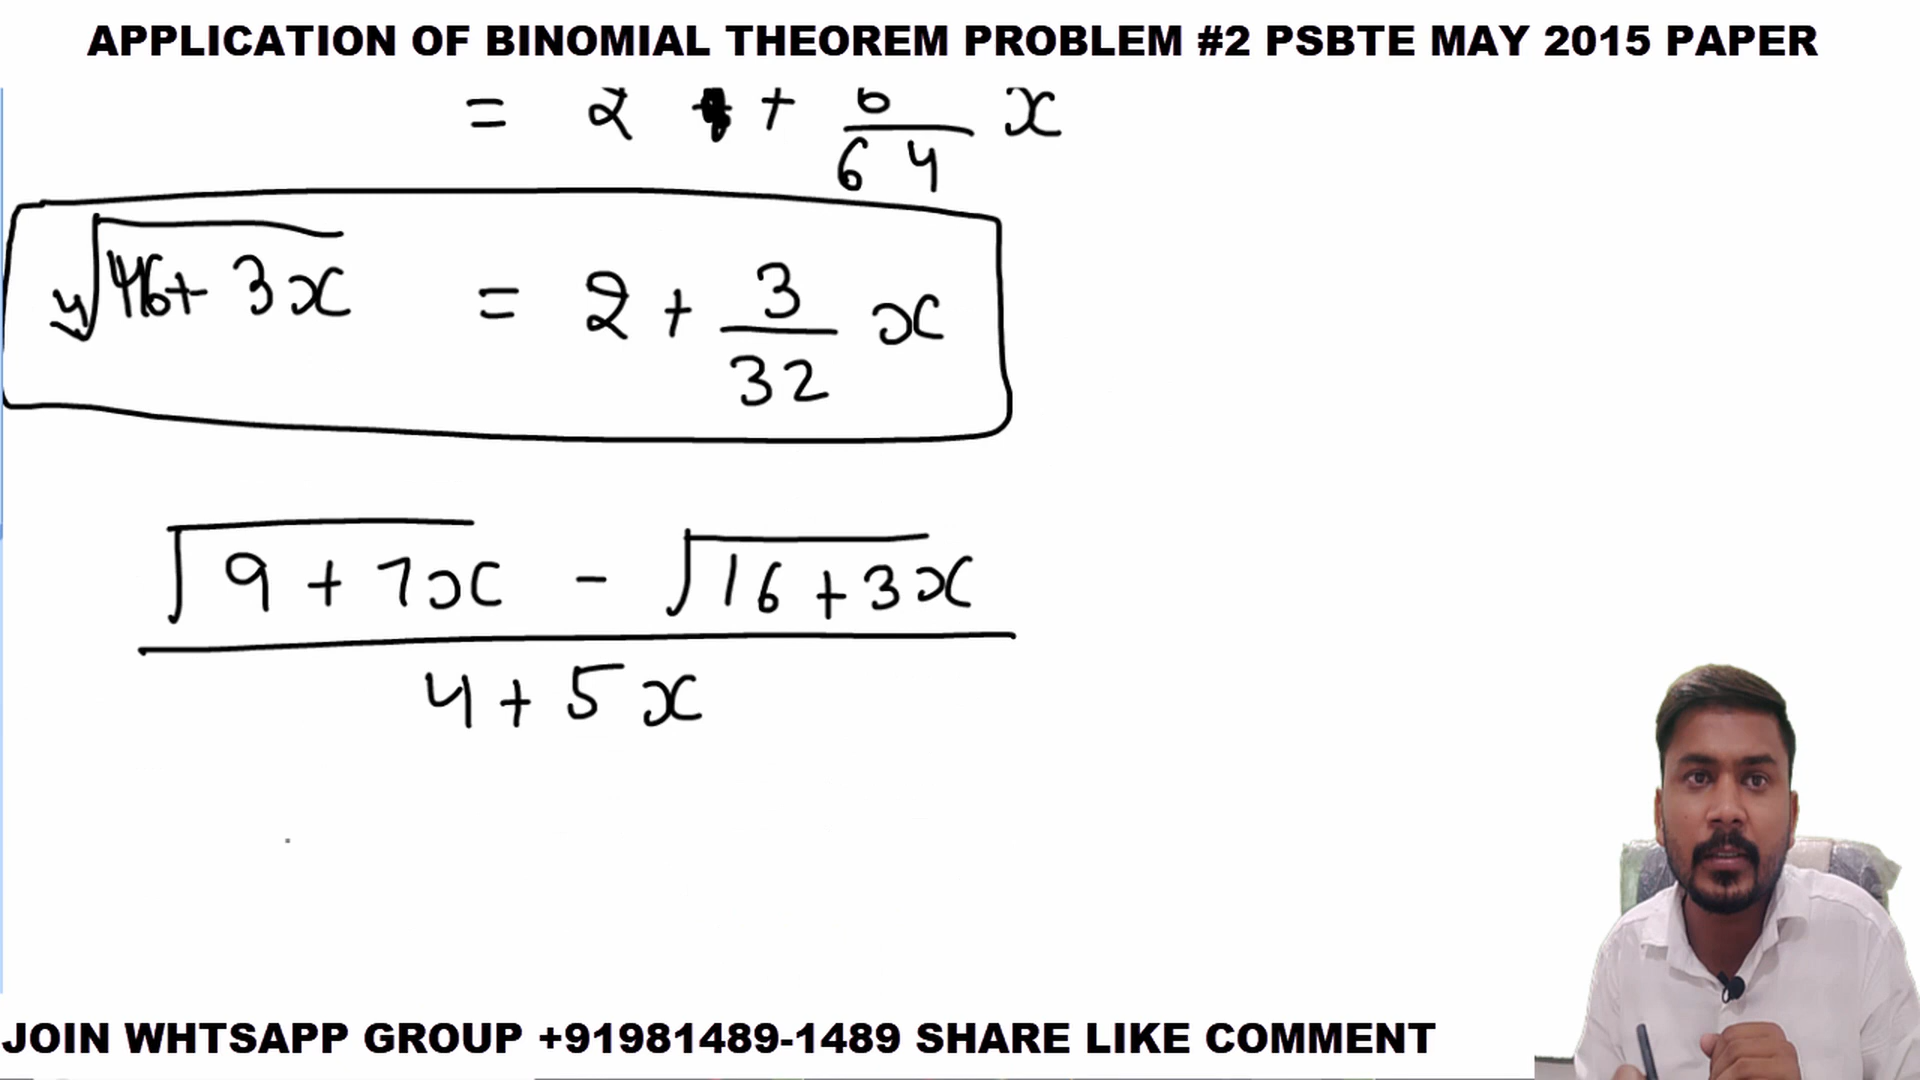 APPLICATION OF BINOMIAL THEOREM PROBLEM #2 PSBTE MAY 2015 PAPER
= 2 + 6/64 x
∜16+3x = 2 + 3/32 x
√9+7x - √16+3x
4+5x
JOIN WHTSAPP GROUP +91981489-1489 SHARE LIKE COMMENT